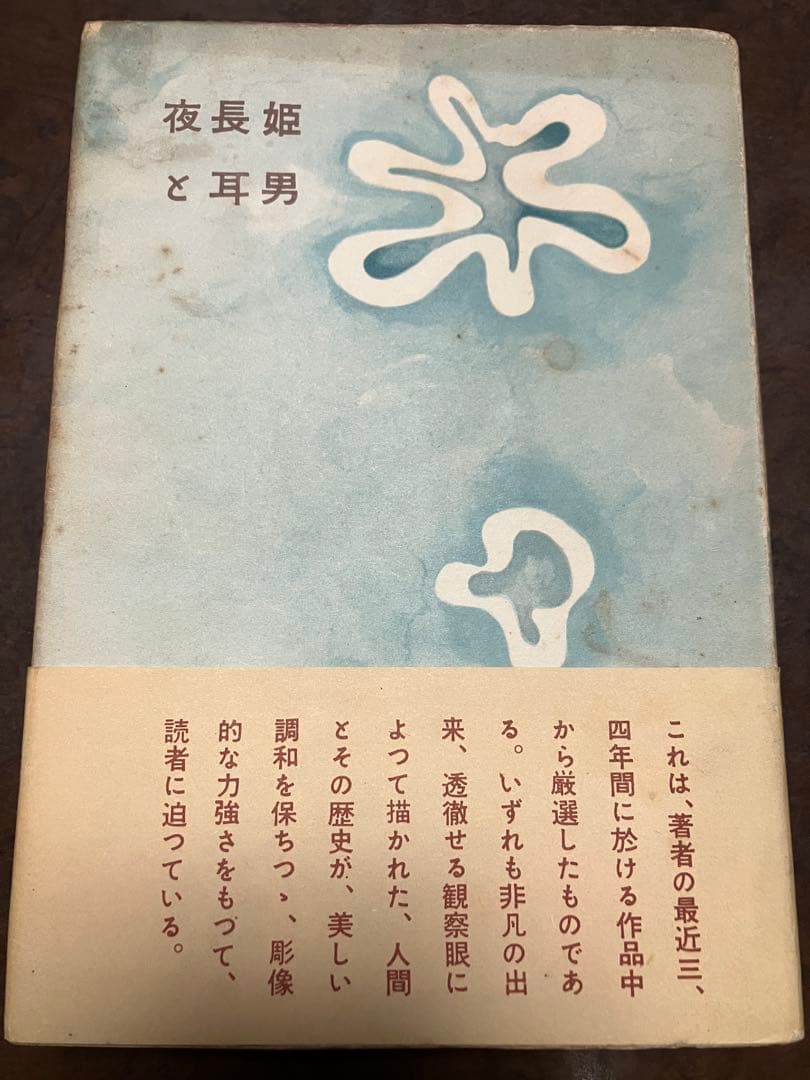 夜長姫
と耳男
これは、著者の最近三、
四年間に於ける作品中
から厳選したものであ
る。いずれも非凡の出
来、透徹せる観察眼に
よつて描かれた、人間
とその歴史が、美しい
調和を保ちつゝ、彫像
的な力強さをもつて、
読者に迫つている。